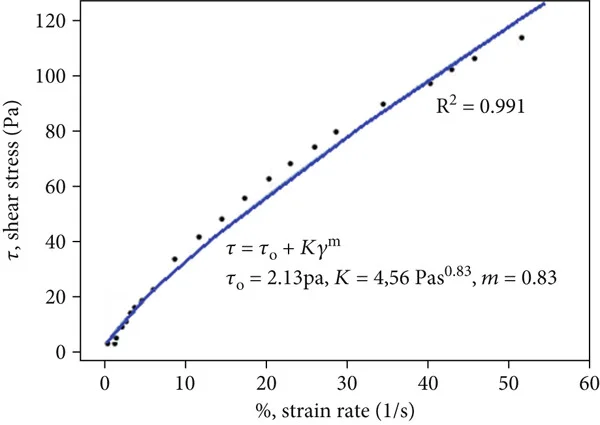 τ, shear stress (Pa)
120
100
80
60
40
20
0
R² = 0.991
τ = τₒ + Kγᵐ
τₒ = 2.13pa, K = 4,56 Pas⁰·⁸³, m = 0.83
0 10 20 30 40 50 60
%, strain rate (1/s)